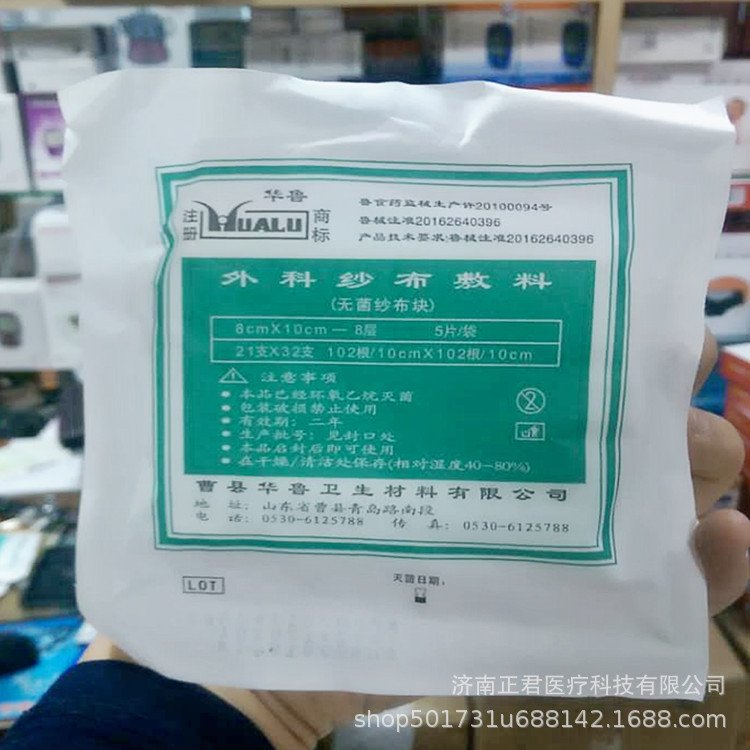 华鲁
注册 HUALU 商标
鲁食药监械生产许20100094号
鲁械注准20162640396
产品技术要求:鲁械注准20162640396
外科纱布敷料
(无菌纱布块)
8cmX10cm—8层 5片/袋
21支X32支 102根/10cmX102根/10cm
注意事项
本品已经环氧乙烷灭菌
包装破损禁止使用
有效期:二年
生产批号:见封口处
本品启封后即可使用
在干燥/清洁处保存(相对湿度40-80%)
曹县华鲁卫生材料有限公司
地址:山东省曹县青岛路南段
电话:0530-6125788 传真:0530-6125788
LOT 灭菌日期:
济南正君医疗科技有限公司
shop501731u688142.1688.com